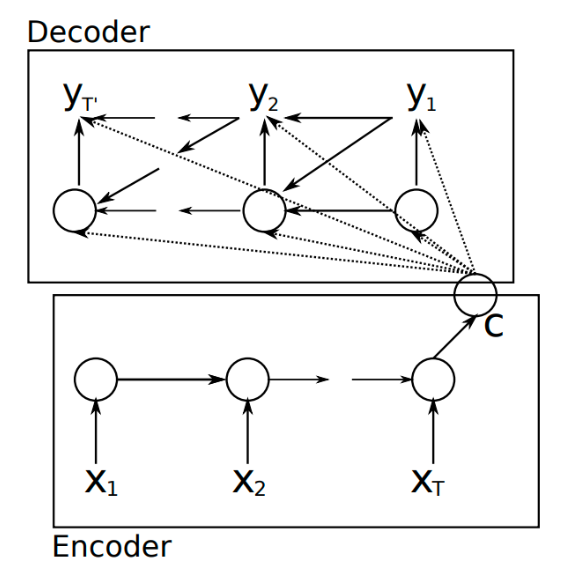 Decoder
yT' y2 y1
c
x1 x2 xT
Encoder